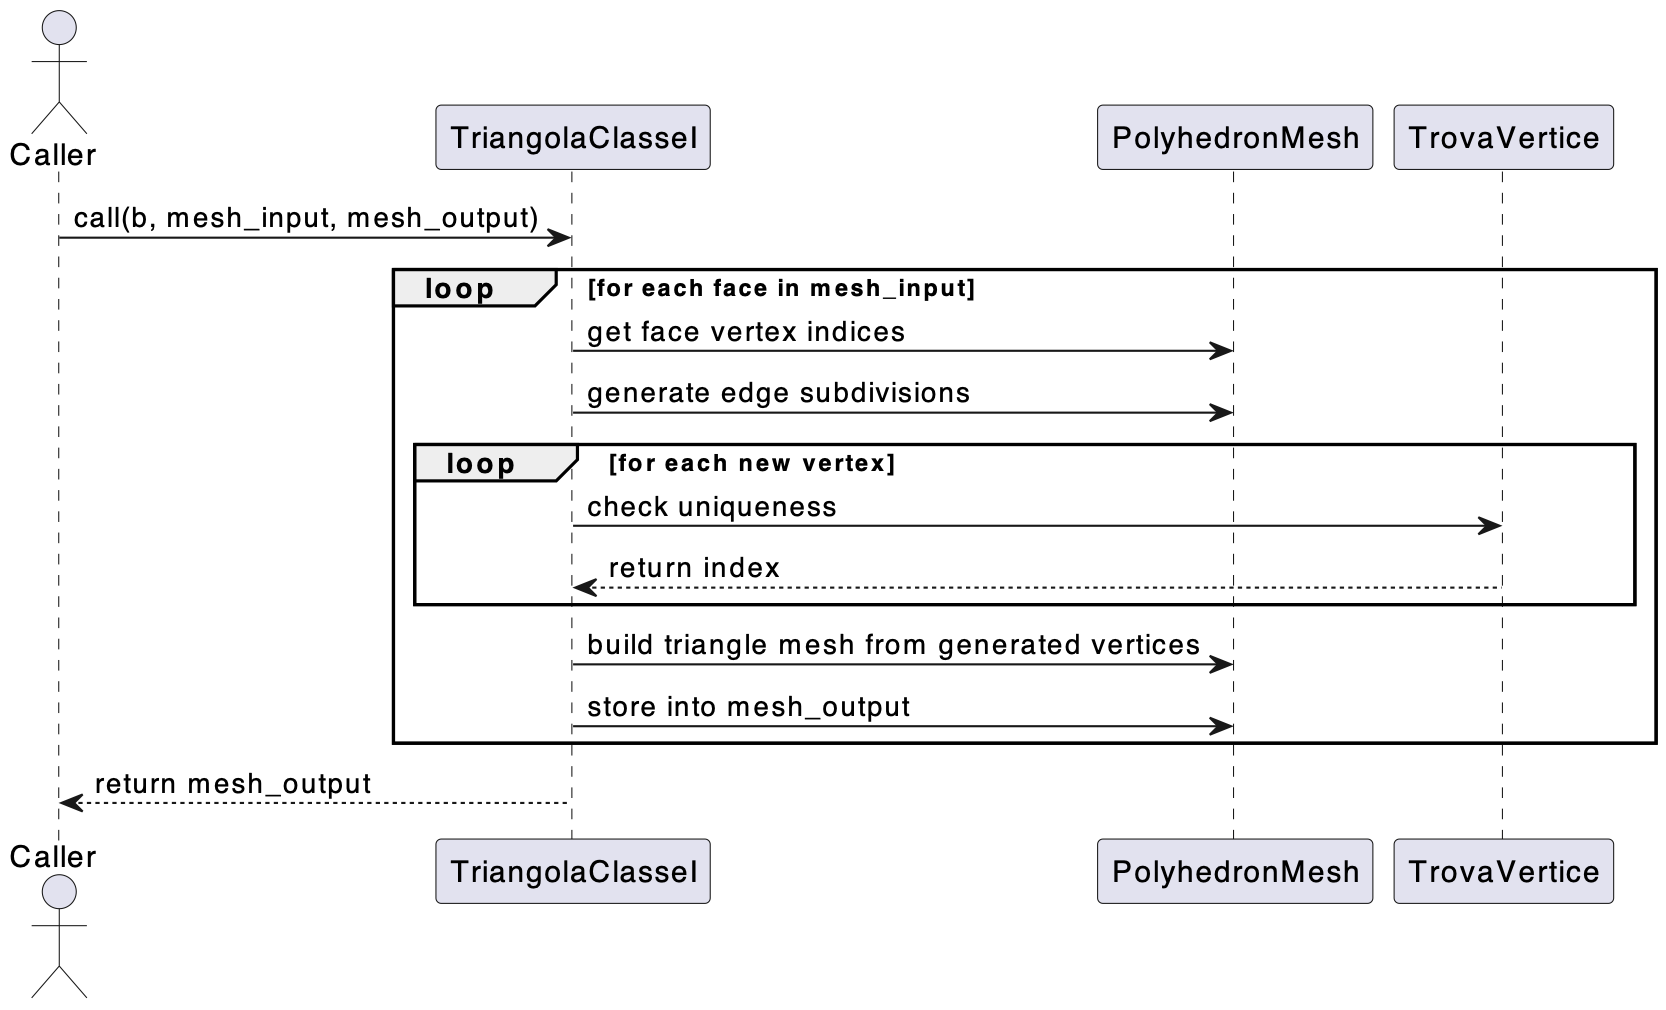 Caller
TriangolaClasseI
PolyhedronMesh
TrovaVertice
call(b, mesh_input, mesh_output)
loop
[for each face in mesh_input]
get face vertex indices
generate edge subdivisions
loop
[for each new vertex]
check uniqueness
return index
build triangle mesh from generated vertices
store into mesh_output
return mesh_output
Caller
TriangolaClasseI
PolyhedronMesh
TrovaVertice